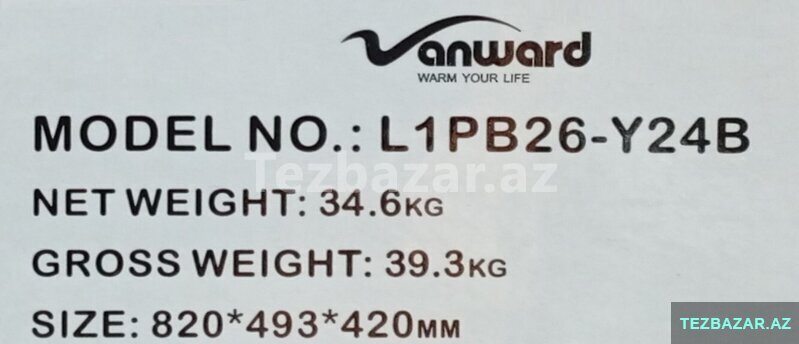 Vanward
WARM YOUR LIFE
MODEL NO.: L1PB26-Y24B
Tezbazar.az
NET WEIGHT: 34.6KG
GROSS WEIGHT: 39.3KG
SIZE: 820*493*420MM
TEZBAZAR.AZ